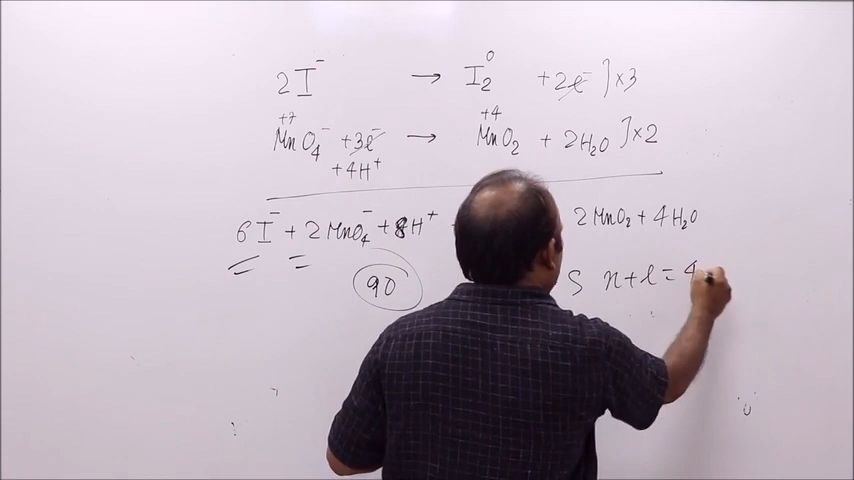 2I⁻ → I₂⁰ + 2e⁻ ] ×3
+7 +4
MnO₄⁻ + 3e⁻ → MnO₂ + 2H₂O ] ×2
+ 4H⁺
6I⁻ + 2MnO₄⁻ + 8H⁺ 2MnO₂ + 4H₂O
90 S n + l = 4